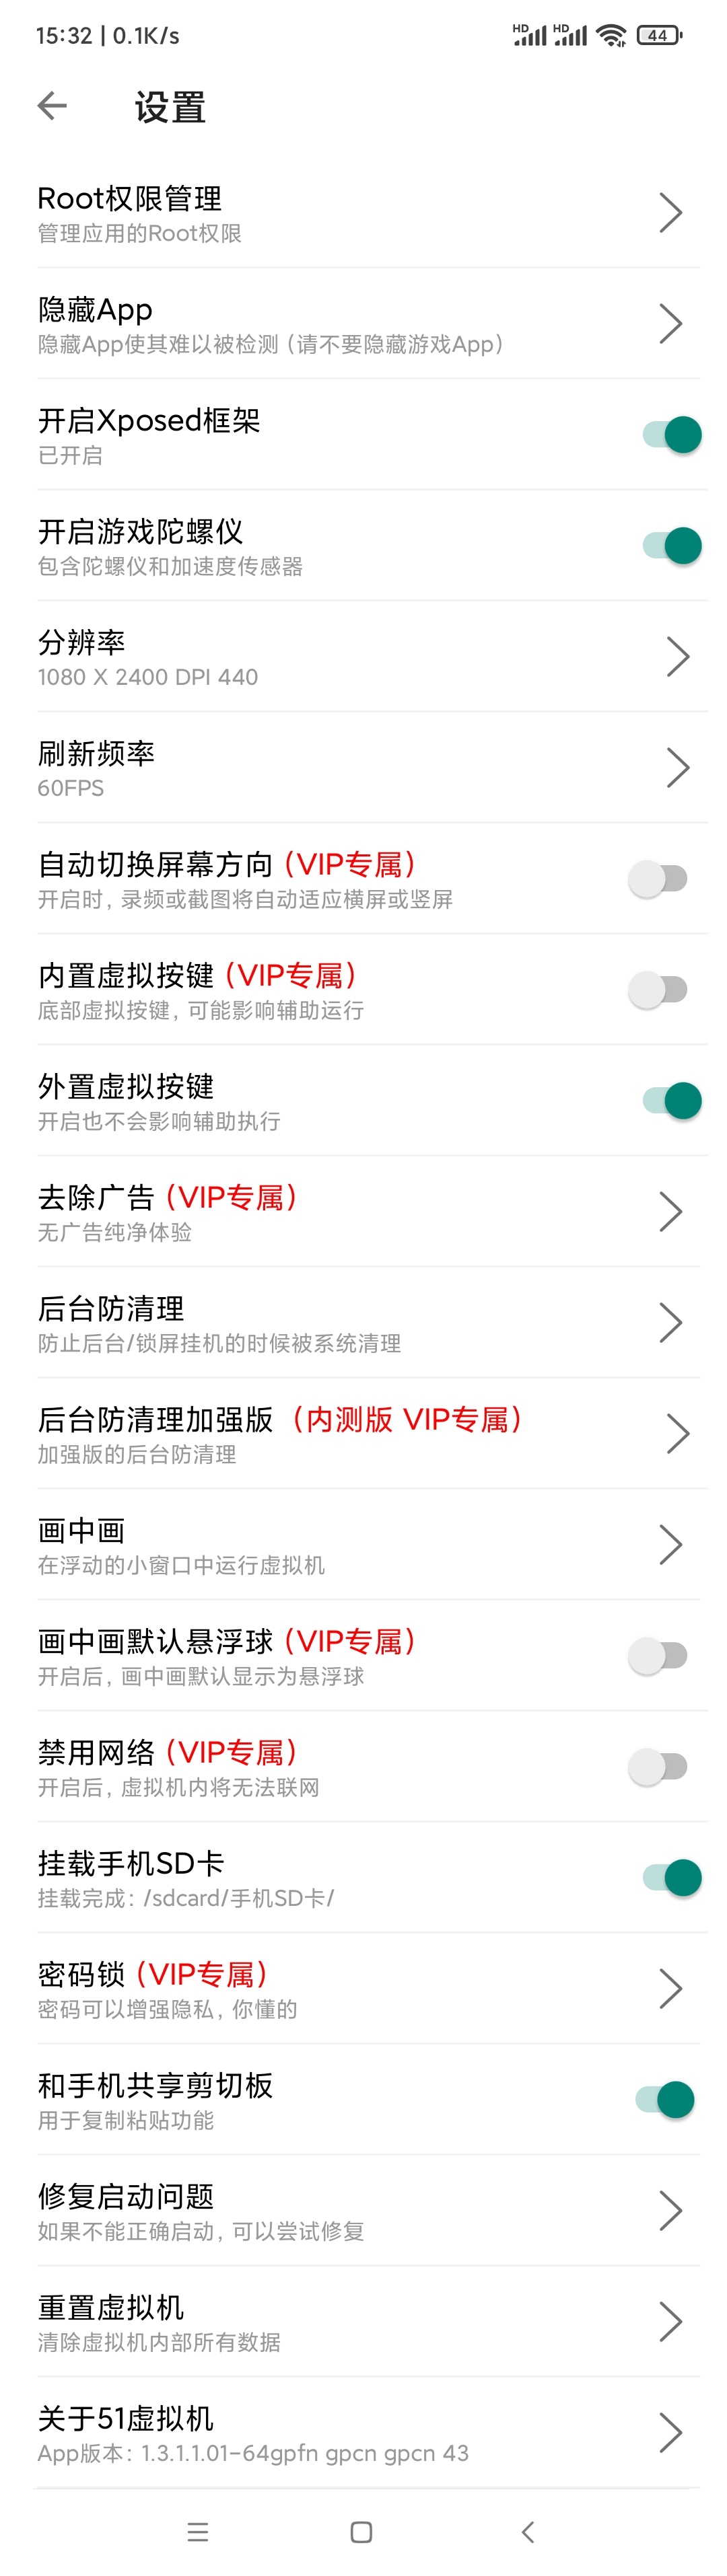 15:32 | 0.1K/s
HD HD 44
设置
Root权限管理
管理应用的Root权限
隐藏App
隐藏App使其难以被检测 (请不要隐藏游戏App)
开启Xposed框架
已开启
开启游戏陀螺仪
包含陀螺仪和加速度传感器
分辨率
1080 X 2400 DPI 440
刷新频率
60FPS
自动切换屏幕方向 (VIP专属)
开启时, 录频或截图将自动适应横屏或竖屏
内置虚拟按键 (VIP专属)
底部虚拟按键, 可能影响辅助运行
外置虚拟按键
开启也不会影响辅助执行
去除广告 (VIP专属)
无广告纯净体验
后台防清理
防止后台/锁屏挂机的时候被系统清理
后台防清理加强版 （内测版 VIP专属）
加强版的后台防清理
画中画
在浮动的小窗口中运行虚拟机
画中画默认悬浮球 (VIP专属)
开启后, 画中画默认显示为悬浮球
禁用网络 (VIP专属)
开启后, 虚拟机内将无法联网
挂载手机SD卡
挂载完成: /sdcard/手机SD卡/
密码锁 (VIP专属)
密码可以增强隐私, 你懂的
和手机共享剪切板
用于复制粘贴功能
修复启动问题
如果不能正确启动, 可以尝试修复
重置虚拟机
清除虚拟机内部所有数据
关于51虚拟机
App版本: 1.3.1.1.01-64gpfn gpcn gpcn 43